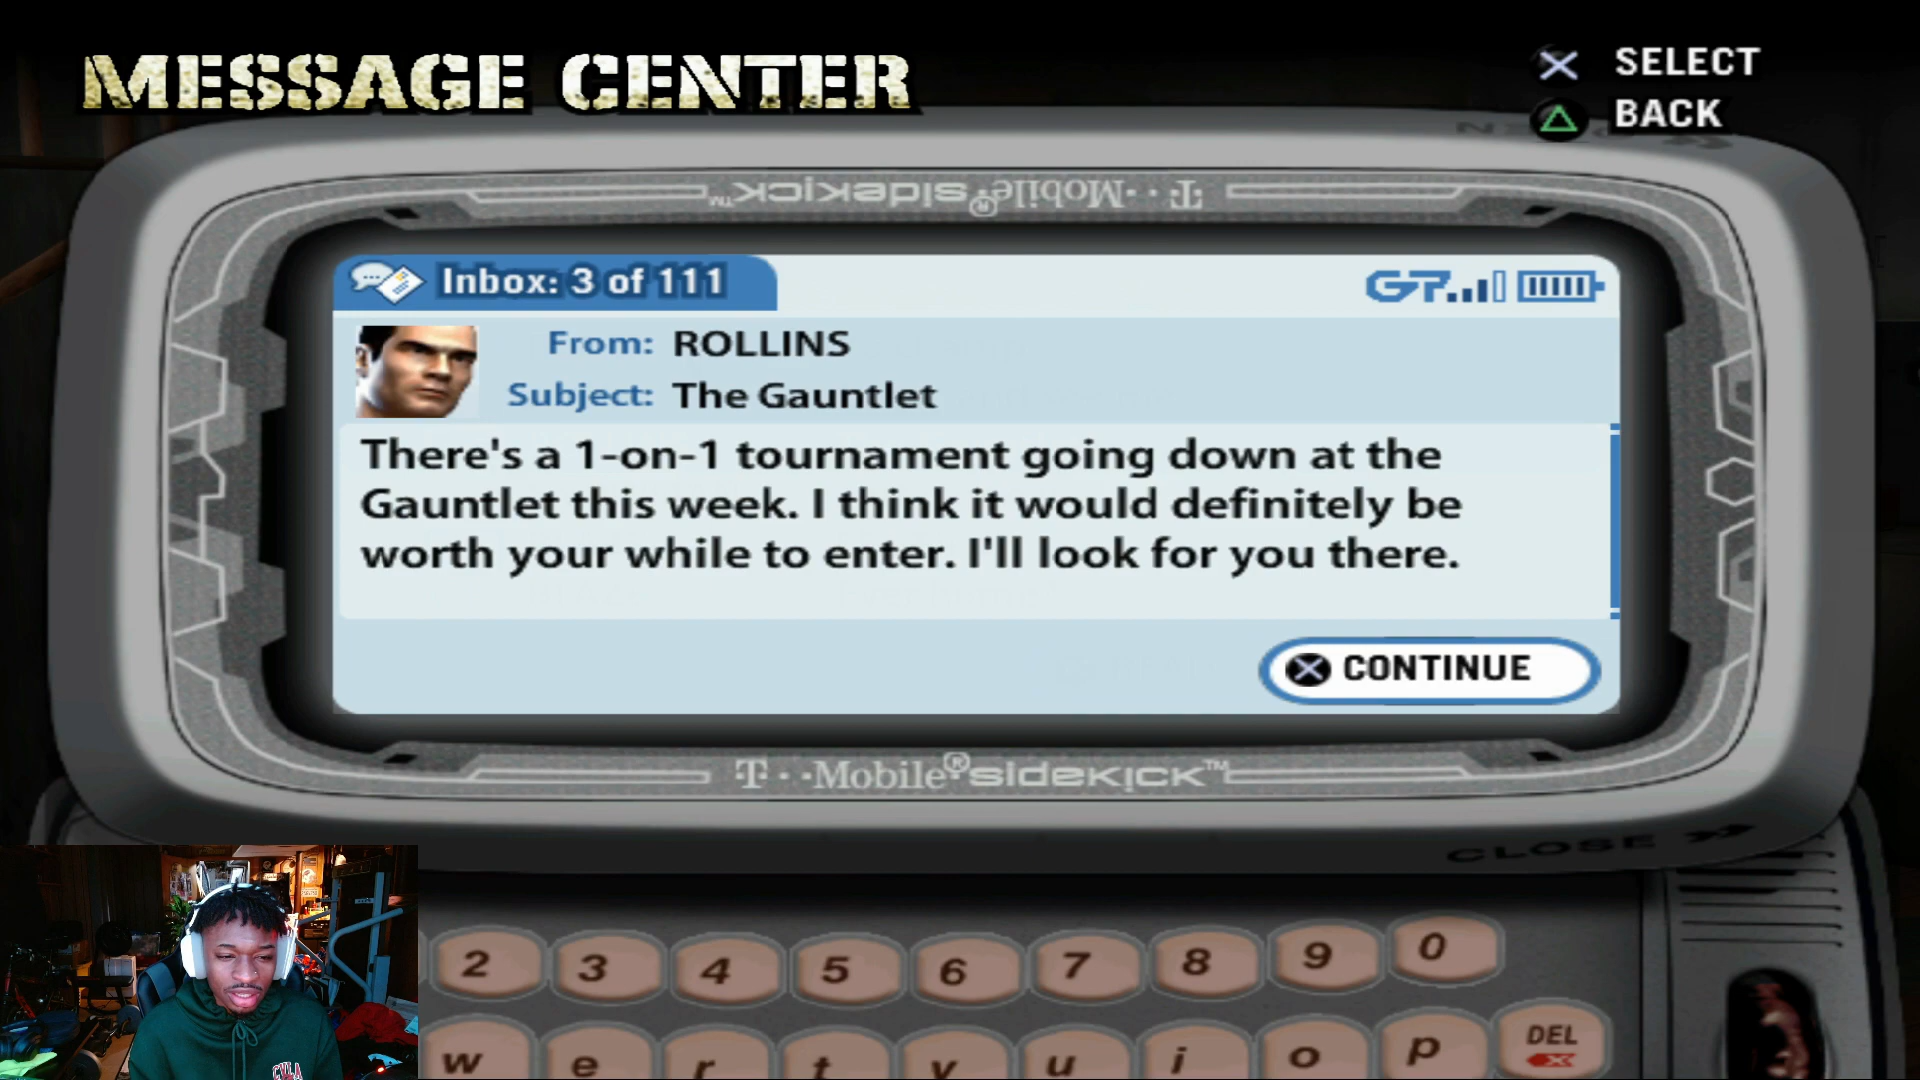 MESSAGE CENTER
SELECT
BACK
T··Mobile®sidekick™
Inbox: 3 of 111
From: ROLLINS
Subject: The Gauntlet
There's a 1-on-1 tournament going down at the
Gauntlet this week. I think it would definitely be
worth your while to enter. I'll look for you there.
CONTINUE
T··Mobile®sidekick™
CLOSE
2 3 4 5 6 7 8 9 0
w e r t y u i o p DEL